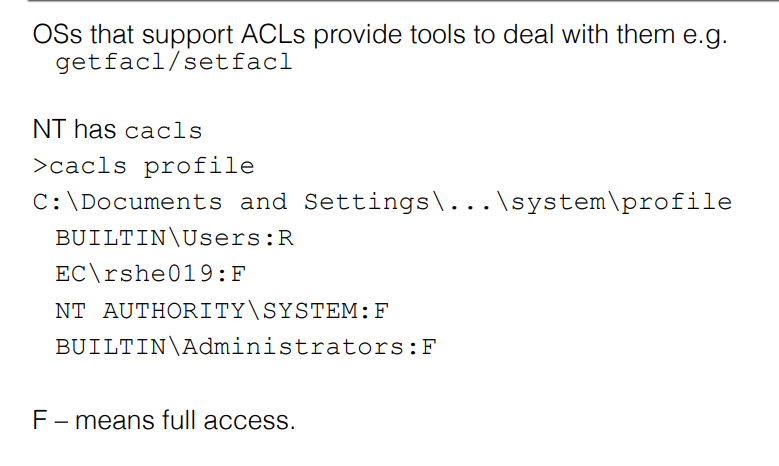 OSs that support ACLs provide tools to deal with them e.g.
getfacl/setfacl
NT has cacls
>cacls profile
C:\Documents and Settings\...\system\profile
BUILTIN\Users:R
EC\rshe019:F
NT AUTHORITY\SYSTEM:F
BUILTIN\Administrators:F
F – means full access.